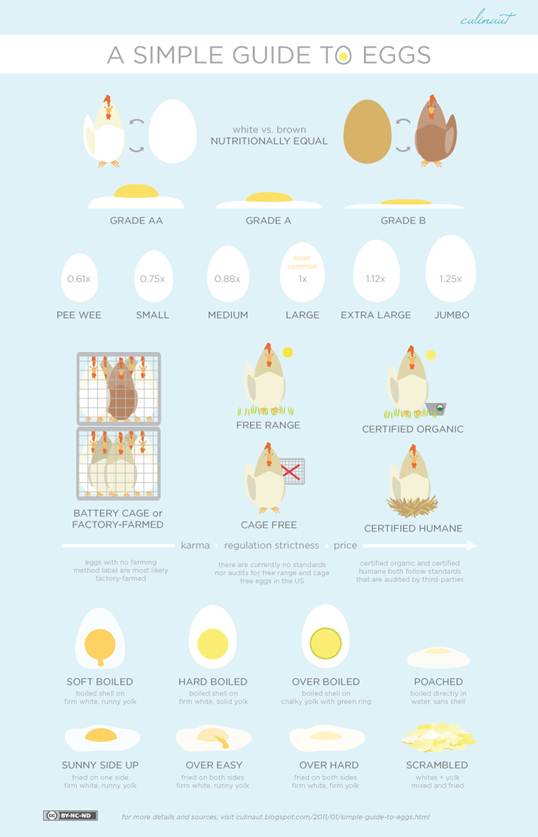 culinaut
A SIMPLE GUIDE TO EGGS
white vs. brown
NUTRITIONALLY EQUAL
GRADE AA
GRADE A
GRADE B
0.61x
0.75x
0.88x
most
common
1x
1.12x
1.25x
PEE WEE
SMALL
MEDIUM
LARGE
EXTRA LARGE
JUMBO
FREE RANGE
CERTIFIED ORGANIC
BATTERY CAGE or
FACTORY-FARMED
CAGE FREE
CERTIFIED HUMANE
karma • regulation strictness • price
eggs with no farming
method label are most likely
factory-farmed
there are currently no standards
nor audits for free range and cage
free eggs in the US
certified organic and certified
humane both follow standards
that are audited by third-parties
SOFT BOILED
boiled shell on
firm white, runny yolk
HARD BOILED
boiled shell on
firm white, solid yolk
OVER BOILED
boiled shell on
chalky yolk with green ring
POACHED
boiled directly in
water, sans shell
SUNNY SIDE UP
fried on one side,
firm white, runny yolk
OVER EASY
fried on both sides
firm white, runny yolk
OVER HARD
fried on both sides
firm white, firm yolk
SCRAMBLED
whites + yolk
mixed and fried
cc BY-NC-ND
for more details and sources, visit culinaut.blogspot.com/2011/01/simple-guide-to-eggs.html